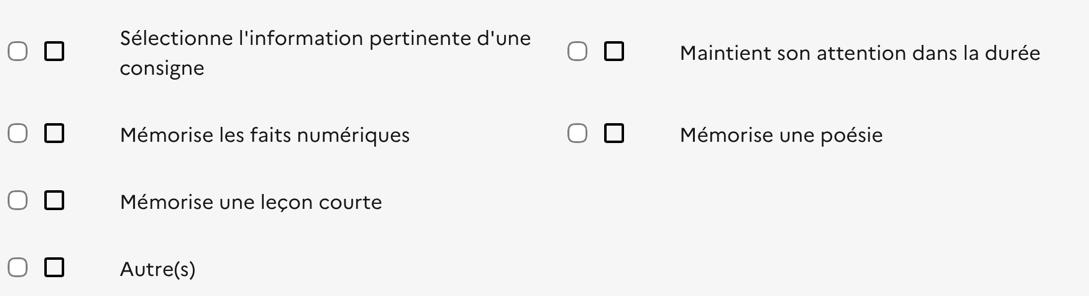 Sélectionne l'information pertinente d'une
consigne
Maintient son attention dans la durée
Mémorise les faits numériques
Mémorise une poésie
Mémorise une leçon courte
Autre(s)